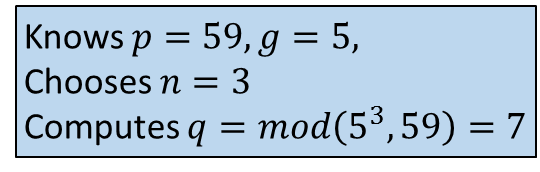 Knows p = 59, g = 5,
Chooses n = 3
Computes q = mod(5³, 59) = 7